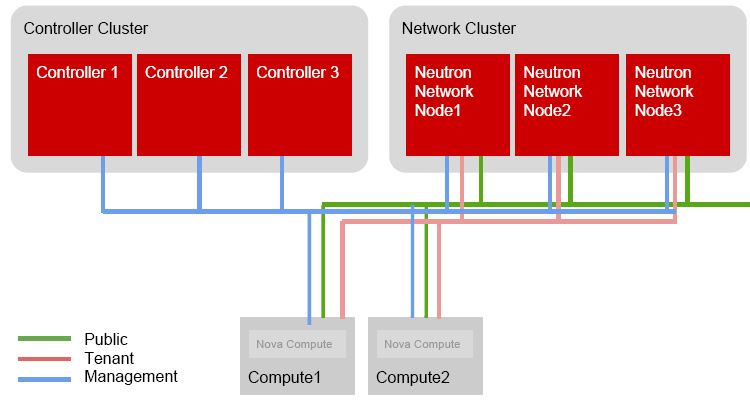 Controller Cluster
Network Cluster
Controller 1
Controller 2
Controller 3
Neutron
Network
Node1
Neutron
Network
Node2
Neutron
Network
Node3
Public
Tenant
Management
Nova Compute
Compute1
Nova Compute
Compute2